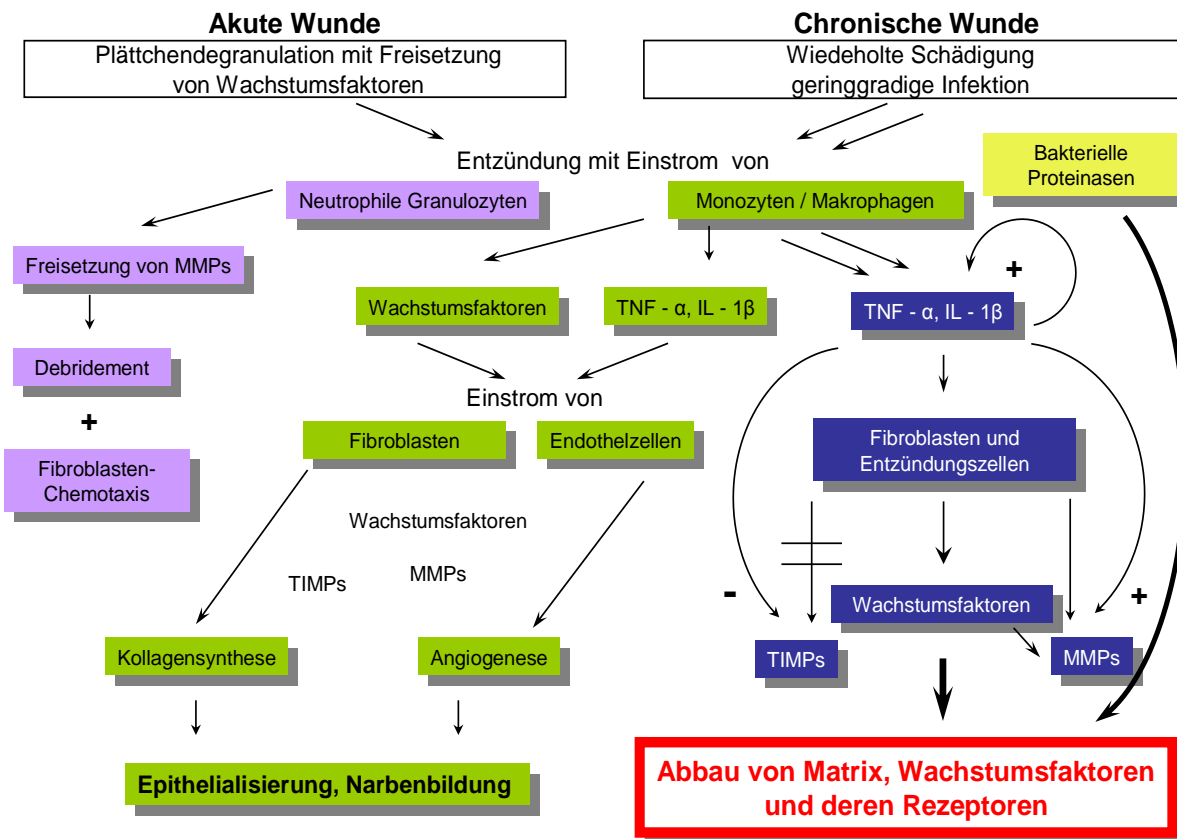 Akute Wunde
Plättchendegranulation mit Freisetzung
von Wachstumsfaktoren
Chronische Wunde
Wiedeholte Schädigung
geringgradige Infektion
Entzündung mit Einstrom von
Bakterielle
Proteinasen
Neutrophile Granulozyten
Monozyten / Makrophagen
Freisetzung von MMPs
+
Wachstumsfaktoren
TNF - α, IL - 1β
TNF - α, IL - 1β
Debridement
Einstrom von
+
Fibroblasten
Endothelzellen
Fibroblasten und
Entzündungszellen
Fibroblasten-
Chemotaxis
Wachstumsfaktoren
TIMPs
MMPs
-
Wachstumsfaktoren
+
Kollagensynthese
Angiogenese
TIMPs
MMPs
Epithelialisierung, Narbenbildung
Abbau von Matrix, Wachstumsfaktoren
und deren Rezeptoren